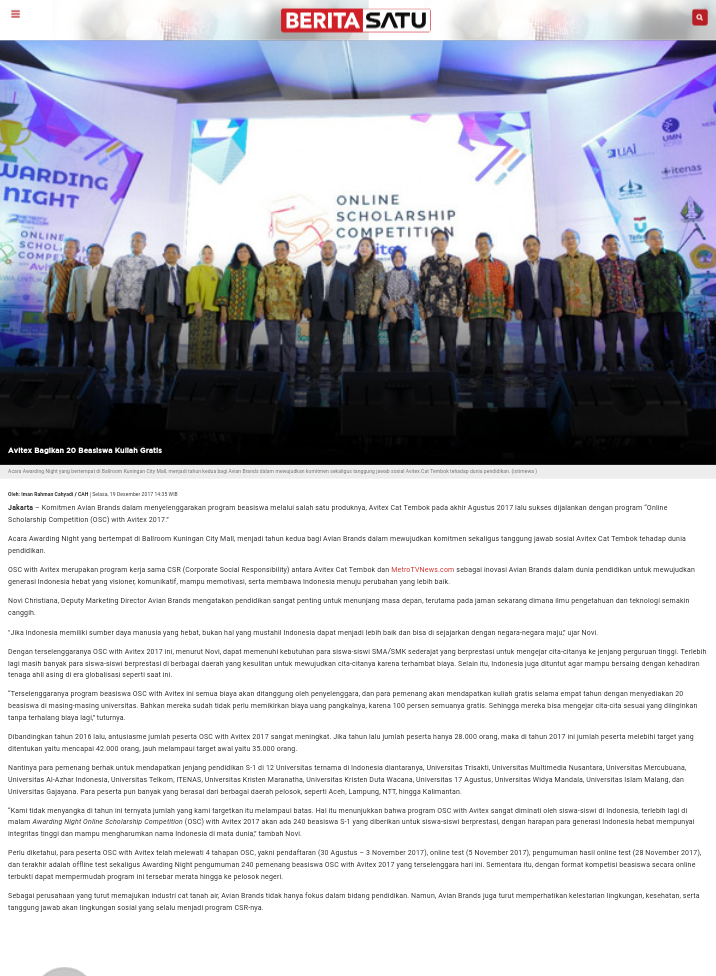 BERITA SATU
WARDING
NIGHT
ONLINE
SCHOLARSHIP
COMPETITION
Avitex
UAI
UMN
itenas
Avitex Bagikan 20 Beasiswa Kuliah Gratis
Acara Awarding Night yang bertempat di Ballroom Kuningan City Mall, menjadi tahun kedua bagi Avian Brands dalam mewujudkan komitmen sekaligus tanggung jawab sosial Avitex Cat Tembok tehadap dunia pendidikan. (Istimewa )
Oleh: Iman Rahman Cahyadi / CAH | Selasa, 19 Desember 2017 14:35 WIB
Jakarta – Komitmen Avian Brands dalam menyelenggarakan program beasiswa melalui salah satu produknya, Avitex Cat Tembok pada akhir Agustus 2017 lalu sukses dijalankan dengan program "Online
Scholarship Competition (OSC) with Avitex 2017."
Acara Awarding Night yang bertempat di Ballroom Kuningan City Mall, menjadi tahun kedua bagi Avian Brands dalam mewujudkan komitmen sekaligus tanggung jawab sosial Avitex Cat Tembok tehadap dunia
pendidikan.
OSC with Avitex merupakan program kerja sama CSR (Corporate Social Responsibility) antara Avitex Cat Tembok dan MetroTVNews.com sebagai inovasi Avian Brands dalam dunia pendidikan untuk mewujudkan
generasi Indonesia hebat yang visioner, komunikatif, mampu memotivasi, serta membawa Indonesia menuju perubahan yang lebih baik.
Novi Christiana, Deputy Marketing Director Avian Brands mengatakan pendidikan sangat penting untuk menunjang masa depan, terutama pada jaman sekarang dimana ilmu pengetahuan dan teknologi semakin
canggih.
"Jika Indonesia memiliki sumber daya manusia yang hebat, bukan hal yang mustahil Indonesia dapat menjadi lebih baik dan bisa di sejajarkan dengan negara-negara maju," ujar Novi.
Dengan terselenggaranya OSC with Avitex 2017 ini, menurut Novi, dapat memenuhi kebutuhan para siswa-siswi SMA/SMK sederajat yang berprestasi untuk mengejar cita-citanya ke jenjang perguruan tinggi. Terlebih
lagi masih banyak para siswa-siswi berprestasi di berbagai daerah yang kesulitan untuk mewujudkan cita-citanya karena terhambat biaya. Selain itu, Indonesia juga dituntut agar mampu bersaing dengan kehadiran
tenaga ahli asing di era globalisasi seperti saat ini.
"Terselenggaranya program beasiswa OSC with Avitex ini semua biaya akan ditanggung oleh penyelenggara, dan para pemenang akan mendapatkan kuliah gratis selama empat tahun dengan menyediakan 20
beasiswa di masing-masing universitas. Bahkan mereka sudah tidak perlu memikirkan biaya uang pangkalnya, karena 100 persen semuanya gratis. Sehingga mereka bisa mengejar cita-cita sesuai yang diinginkan
tanpa terhalang biaya lagi," tuturnya.
Dibandingkan tahun 2016 lalu, antusiasme jumlah peserta OSC with Avitex 2017 sangat meningkat. Jika tahun lalu jumlah peserta hanya 28.000 orang, maka di tahun 2017 ini jumlah peserta melebihi target yang
ditentukan yaitu mencapai 42.000 orang, jauh melampaui target awal yaitu 35.000 orang.
Nantinya para pemenang berhak untuk mendapatkan jenjang pendidikan S-1 di 12 Universitas ternama di Indonesia diantaranya, Universitas Trisakti, Universitas Multimedia Nusantara, Universitas Mercubuana,
Universitas Al-Azhar Indonesia, Universitas Telkom, ITENAS, Universitas Kristen Maranatha, Universitas Kristen Duta Wacana, Universitas 17 Agustus, Universitas Widya Mandala, Universitas Islam Malang, dan
Universitas Gajayana. Para peserta pun banyak yang berasal dari berbagai daerah pelosok, seperti Aceh, Lampung, NTT, hingga Kalimantan.
"Kami tidak menyangka di tahun ini ternyata jumlah yang kami targetkan itu melampaui batas. Hal itu menunjukkan bahwa program OSC with Avitex sangat diminati oleh siswa-siswi di Indonesia, terlebih lagi di
malam Awarding Night Online Scholarship Competition (OSC) with Avitex 2017 akan ada 240 beasiswa S-1 yang diberikan untuk siswa-siswi berprestasi, dengan harapan para generasi Indonesia hebat mempunyai
integritas tinggi dan mampu mengharumkan nama Indonesia di mata dunia," tambah Novi.
Perlu diketahui, para peserta OSC with Avitex telah melewati 4 tahapan OSC, yakni pendaftaran (30 Agustus – 3 November 2017), online test (5 November 2017), pengumuman hasil online test (28 November 2017),
dan terakhir adalah offline test sekaligus Awarding Night pengumuman 240 pemenang beasiswa OSC with Avitex 2017 yang terselenggara hari ini. Sementara itu, dengan format kompetisi beasiswa secara online
terbukti dapat mempermudah program ini tersebar merata hingga ke pelosok negeri.
Sebagai perusahaan yang turut memajukan industri cat tanah air, Avian Brands tidak hanya fokus dalam bidang pendidikan. Namun, Avian Brands juga turut memperhatikan kelestarian lingkungan, kesehatan, serta
tanggung jawab akan lingkungan sosial yang selalu menjadi program CSR-nya.